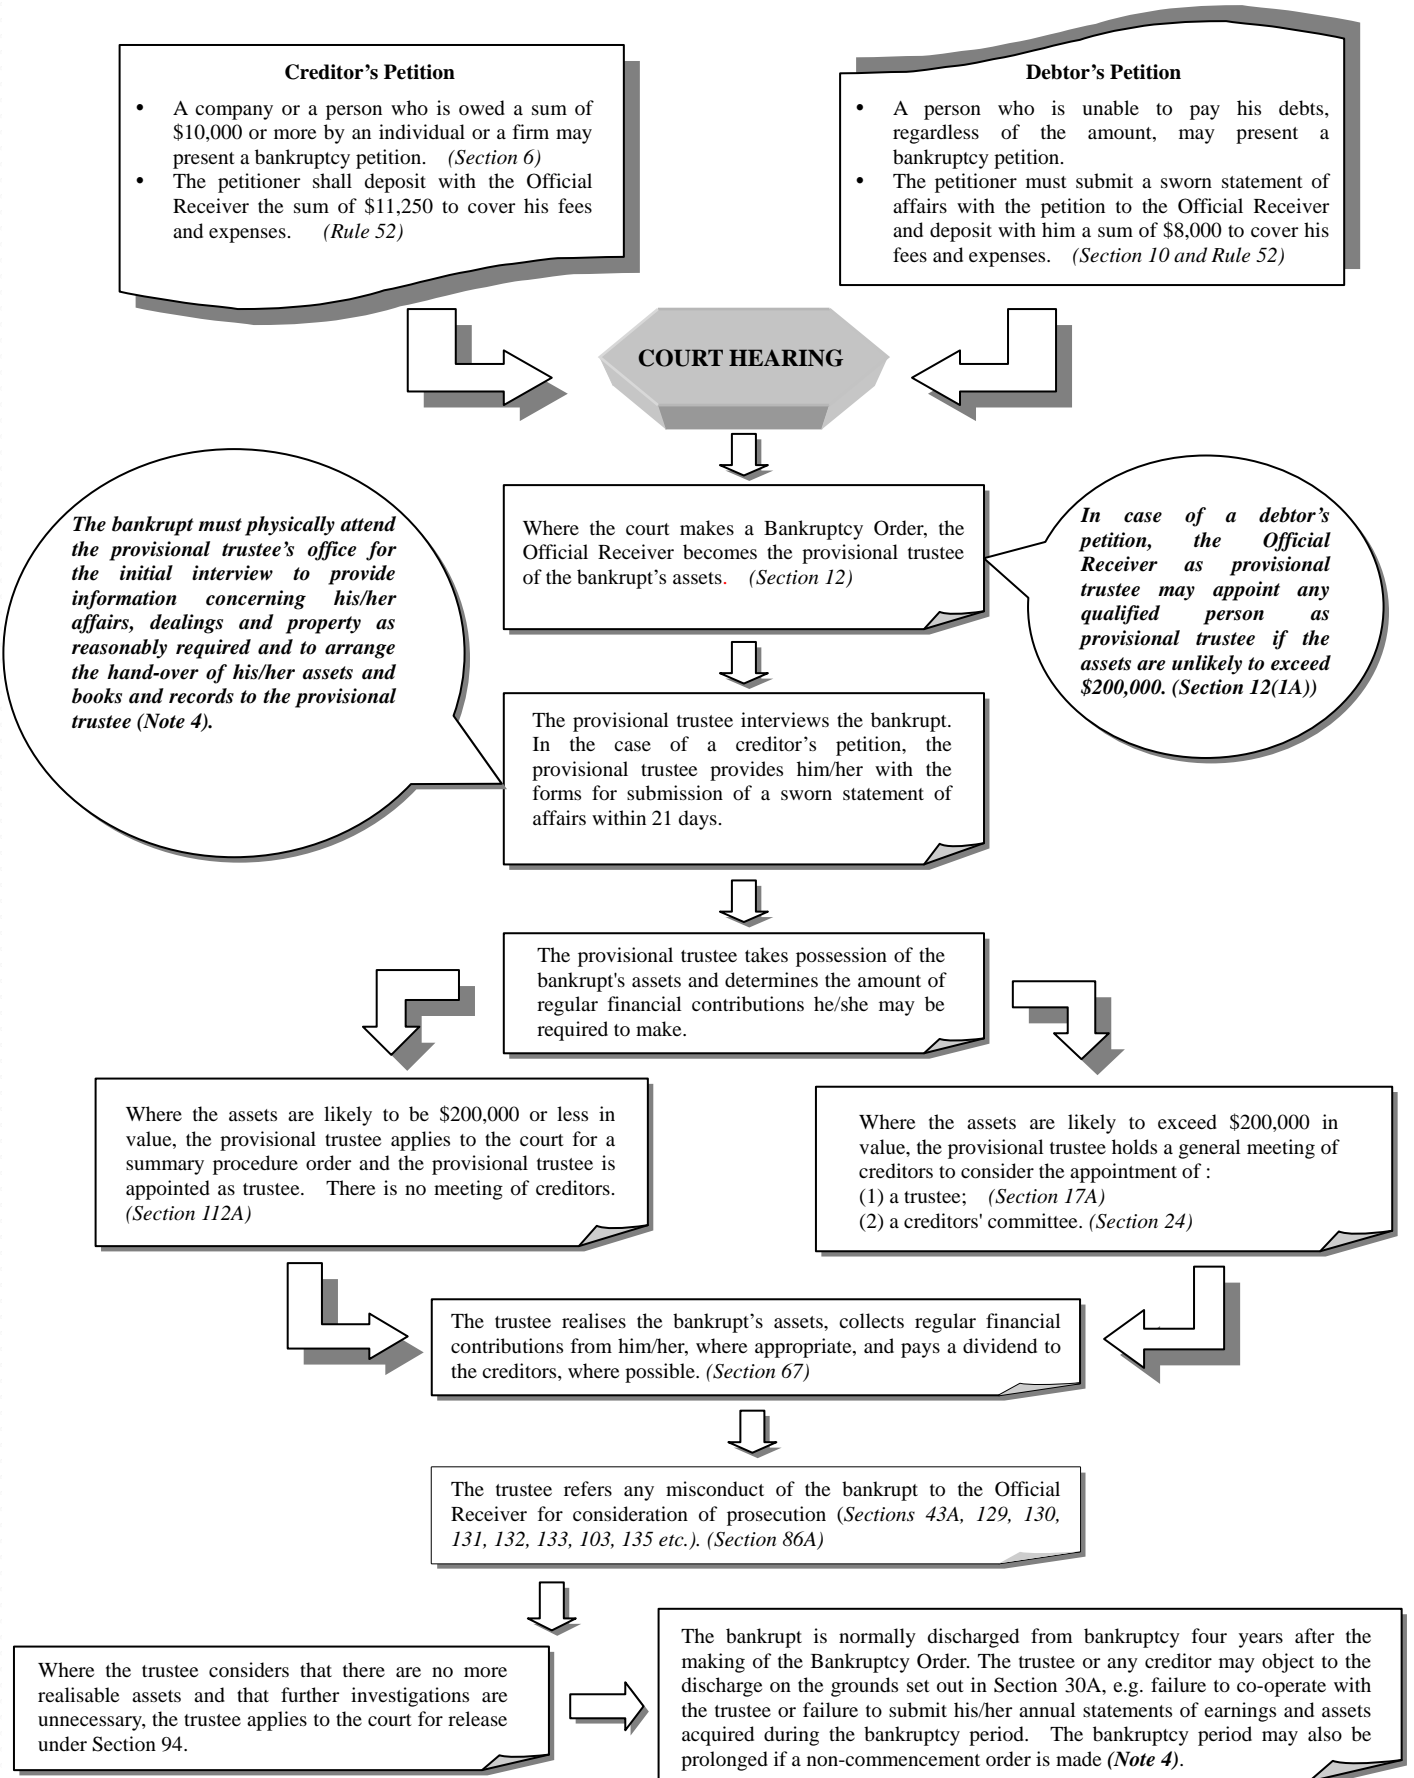 Creditor's Petition
• A company or a person who is owed a sum of
$10,000 or more by an individual or a firm may
present a bankruptcy petition. (Section 6)
• The petitioner shall deposit with the Official
Receiver the sum of $11,250 to cover his fees
and expenses. (Rule 52)
Debtor's Petition
• A person who is unable to pay his debts,
regardless of the amount, may present a
bankruptcy petition.
• The petitioner must submit a sworn statement of
affairs with the petition to the Official Receiver
and deposit with him a sum of $8,000 to cover his
fees and expenses. (Section 10 and Rule 52)
COURT HEARING
The bankrupt must physically attend
the provisional trustee's office for
the initial interview to provide
information concerning his/her
affairs, dealings and property as
reasonably required and to arrange
the hand-over of his/her assets and
books and records to the provisional
trustee (Note 4).
Where the court makes a Bankruptcy Order, the
Official Receiver becomes the provisional trustee
of the bankrupt's assets. (Section 12)
In case of a debtor's
petition, the Official
Receiver as provisional
trustee may appoint any
qualified person as
provisional trustee if the
assets are unlikely to exceed
$200,000. (Section 12(1A))
The provisional trustee interviews the bankrupt.
In the case of a creditor's petition, the
provisional trustee provides him/her with the
forms for submission of a sworn statement of
affairs within 21 days.
The provisional trustee takes possession of the
bankrupt's assets and determines the amount of
regular financial contributions he/she may be
required to make.
Where the assets are likely to be $200,000 or less in
value, the provisional trustee applies to the court for a
summary procedure order and the provisional trustee is
appointed as trustee. There is no meeting of creditors.
(Section 112A)
Where the assets are likely to exceed $200,000 in
value, the provisional trustee holds a general meeting of
creditors to consider the appointment of :
(1) a trustee; (Section 17A)
(2) a creditors' committee. (Section 24)
The trustee realises the bankrupt's assets, collects regular financial
contributions from him/her, where appropriate, and pays a dividend to
the creditors, where possible. (Section 67)
The trustee refers any misconduct of the bankrupt to the Official
Receiver for consideration of prosecution (Sections 43A, 129, 130,
131, 132, 133, 103, 135 etc.). (Section 86A)
Where the trustee considers that there are no more
realisable assets and that further investigations are
unnecessary, the trustee applies to the court for release
under Section 94.
The bankrupt is normally discharged from bankruptcy four years after the
making of the Bankruptcy Order. The trustee or any creditor may object to the
discharge on the grounds set out in Section 30A, e.g. failure to co-operate with
the trustee or failure to submit his/her annual statements of earnings and assets
acquired during the bankruptcy period. The bankruptcy period may also be
prolonged if a non-commencement order is made (Note 4).